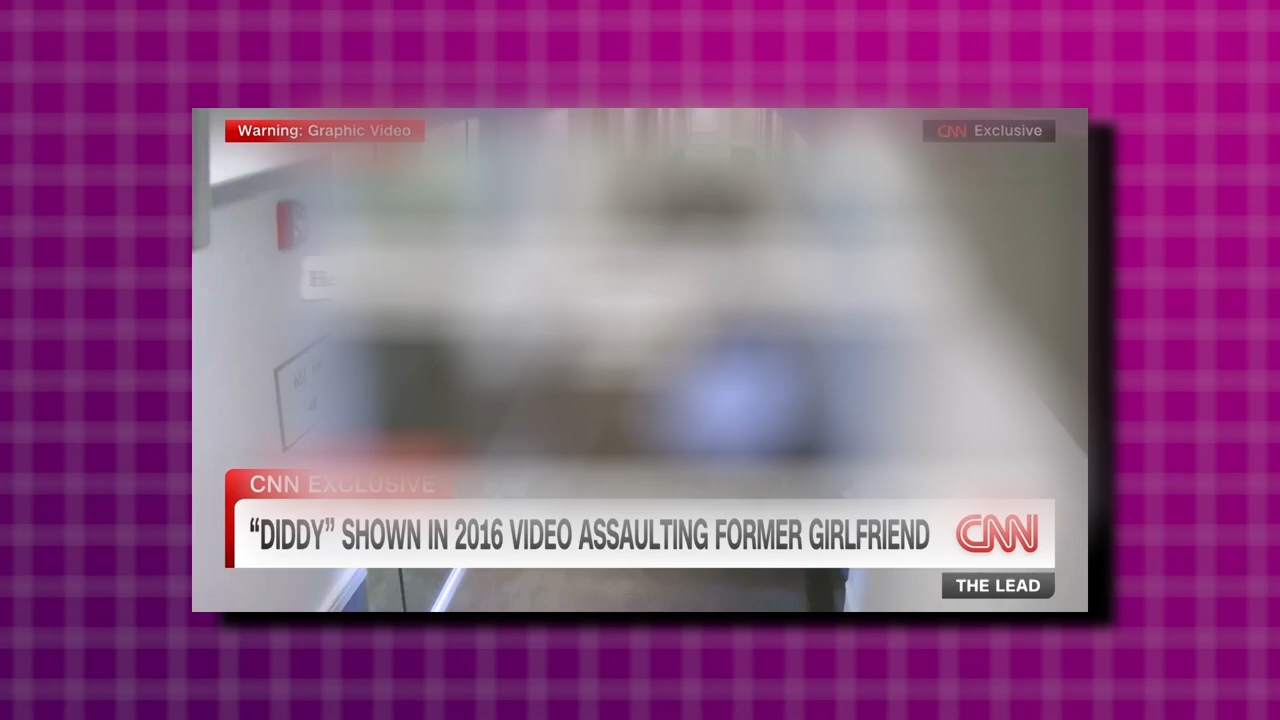 Warning: Graphic Video
CNN Exclusive
CNN EXCLUSIVE
“DIDDY” SHOWN IN 2016 VIDEO ASSAULTING FORMER GIRLFRIEND
CNN
THE LEAD